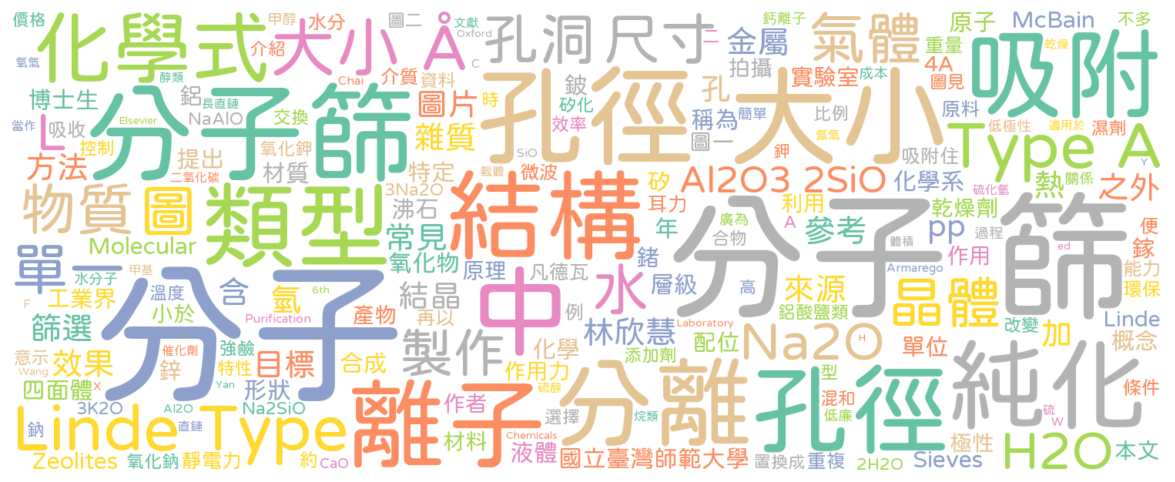 價格
化學式
大小
Å
孔洞
尺寸
二
金屬
氣體
原子
McBain
不多
甲醇
水分
圖二
介紹
氧氣
醇類
Chai
介質
資料
文獻
Oxford
C
拍攝
鈣離子
實驗室
成本
重量
4A
圖見
乾燥
吸附
博士生
鋁
長直鏈
NaAlO
交換
分子篩
圖片
時
孔徑
大小
鈹
矽化
效率
孔
稱為
簡單
圖一
比例
氨氣
原料
低極性
適用於
濕劑
當作
L
吸收
控制
Elsevier
雜質
方法
提出
二氧化碳
氧化鉀
材質
特定
3Na2O
載體
SiO
微波
矽
鉀
吸附住
Type A
Y
物質
圖
類型
沸石
結構
Al2O3 2SiO
化學系
硫化氫
熱
關係
之外
耳力
利用
A
年
廣為
合物
參考
乾燥劑
體積
pp
過程
便
Molecular
常見
氧化物
原理
凡德瓦
鍺
層級
分子
篩
作用
鎵
單
甲基
水分子
工業界
溫度
含
氫
結晶
中
水
高
來源
Armarego
晶體
ed
能力
環保
F
篩選
小於
6th
Purification
產物
再以
例
林欣慧
Laboratory
鋁酸鹽類
改變
加
Linde
概念
意示
Wang
效果
催化劑
特性
強鹼
目標
合成
製作
化學
作用力
添加劑
配位
Na2O
H
單位
純化
條件
四面體
X
鋅
Yan
形狀
離子
作者
選擇
硫醇
分離
烷類
孔徑
型
混和
低廉
硫
W
3K2O
Al2O
Na2SiO
鈉
直鏈
Linde Type
材料
Chemicals
液體
極性
H2O
本文
Zeolites
氧化鈉
靜電力
約
CaO
國立臺灣師範大學
置換成
重複
2H2O
Sieves